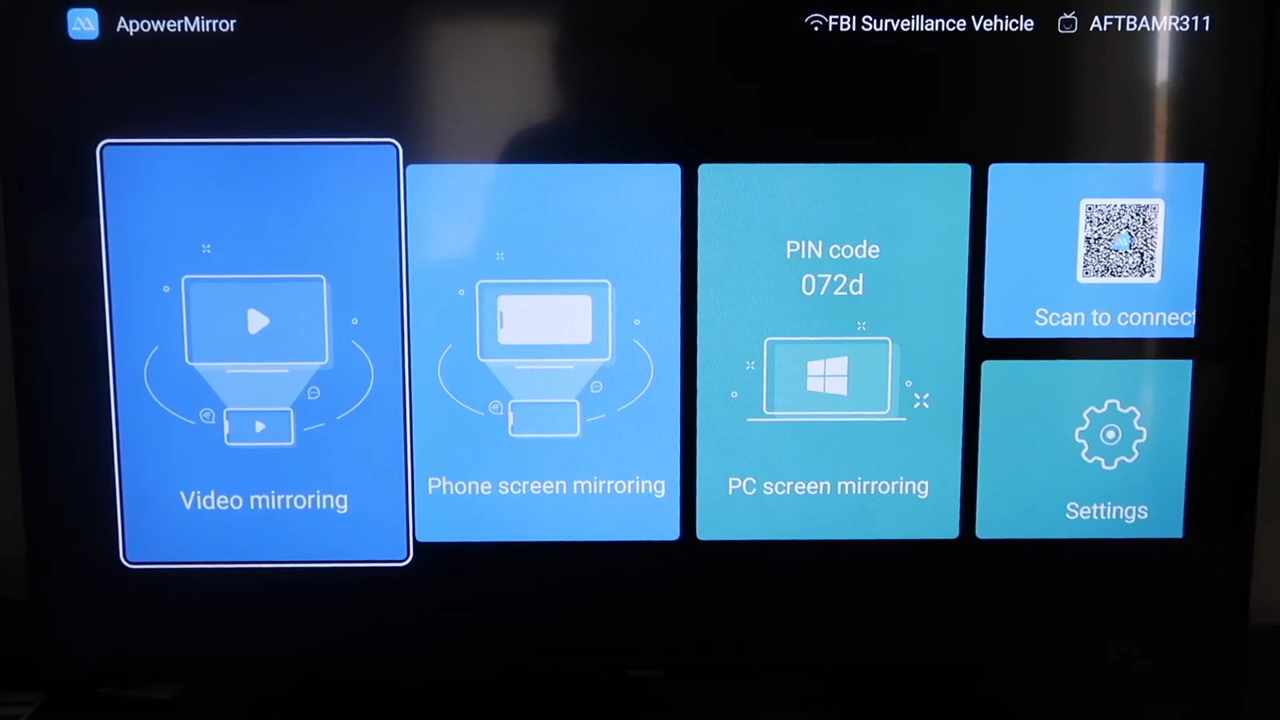 ApowerMirror
FBI Surveillance Vehicle
AFTBAMR311
Video mirroring
Phone screen mirroring
PIN code
072d
PC screen mirroring
Scan to connect
Settings